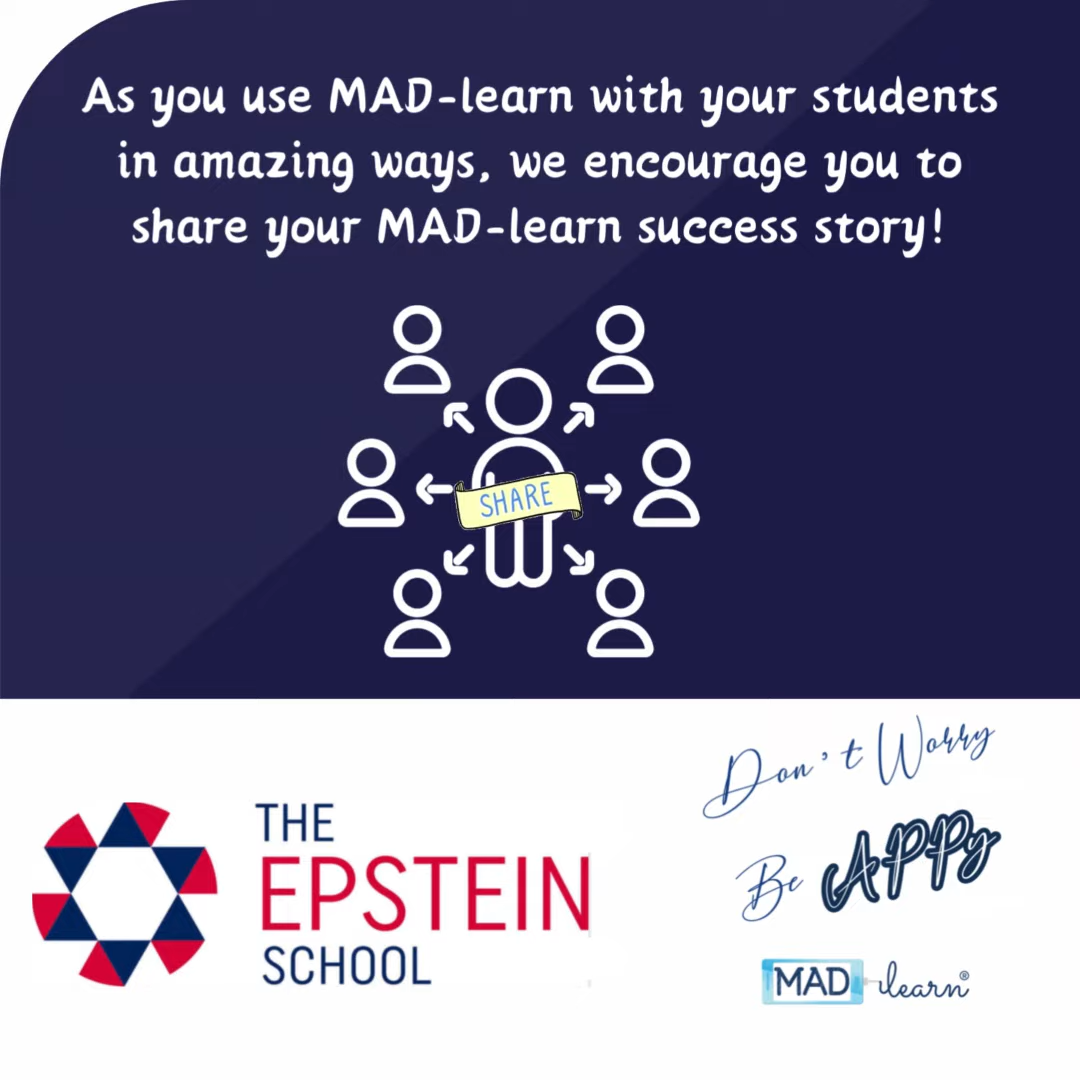 As you use MAD-learn with your students
in amazing ways, we encourage you to
share your MAD-learn success story!
SHARE
THE
EPSTEIN
SCHOOL
Don't Worry
Be APPy
MAD-learn®